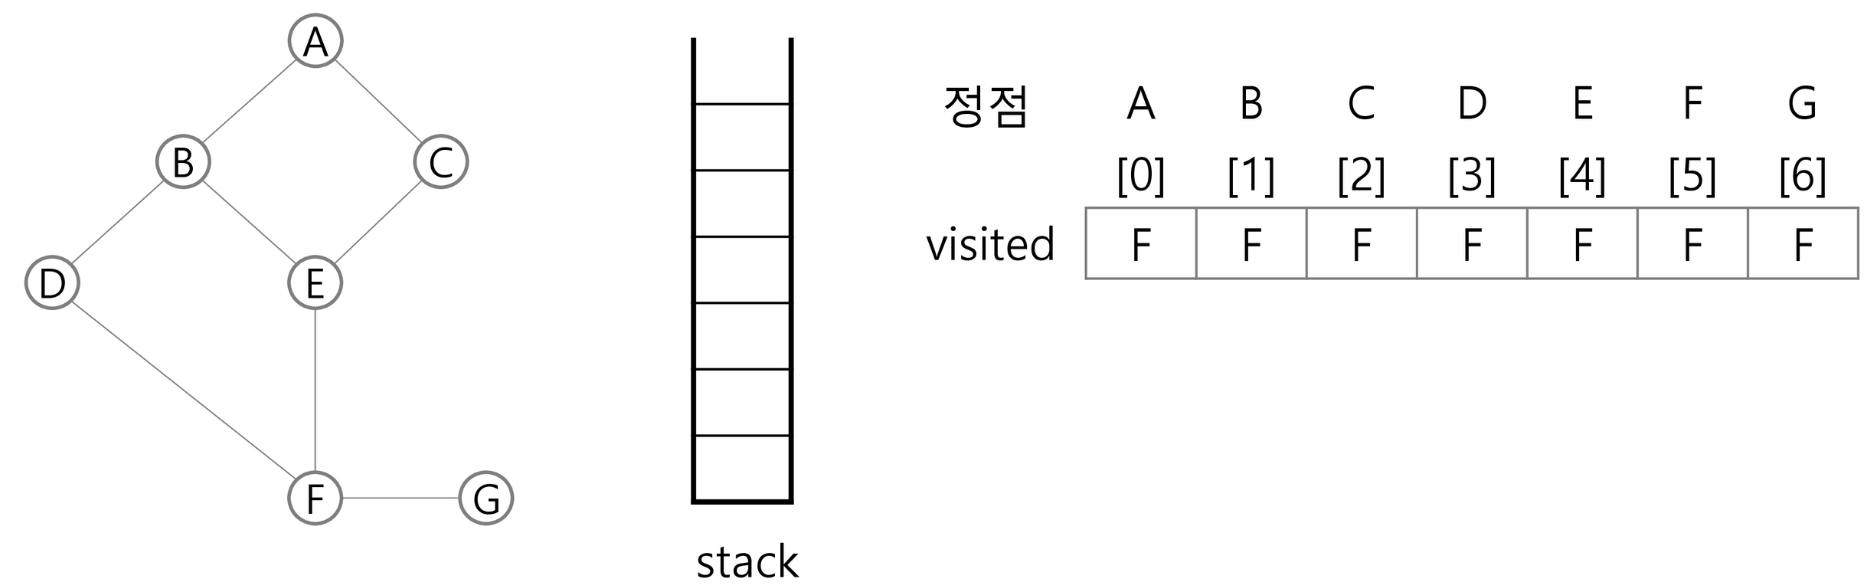 A
B
C
D
E
F
G
stack
정점 A B C D E F G
[0] [1] [2] [3] [4] [5] [6]
visited F F F F F F F